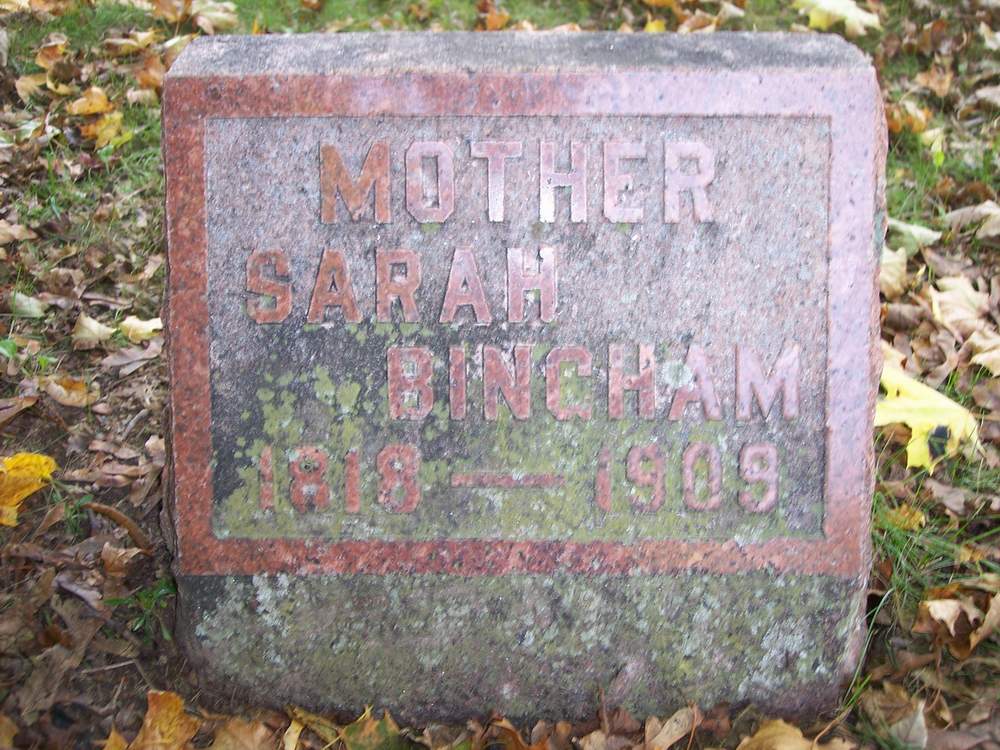 MOTHER
SARAH
BINGHAM
1818 — 1909